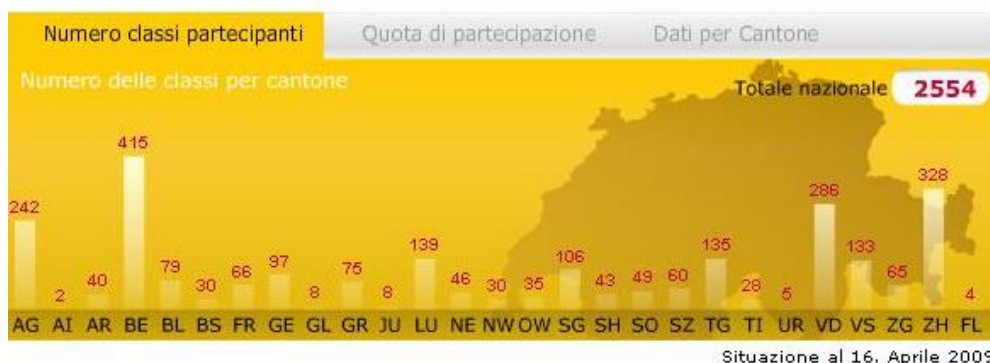 Numero classi partecipanti Quota di partecipazione Dati per Cantone
Numero delle classi per cantone
Totale nazionale 2554
242 2 40 415 79 30 66 97 8 75 8 139 46 30 35 106 43 49 60 135 28 5 286 133 65 328 4
AG AI AR BE BL BS FR GE GL GR JU LU NE NW OW SG SH SO SZ TG TI UR VD VS ZG ZH FL
Situazione al 16. Aprile 2009